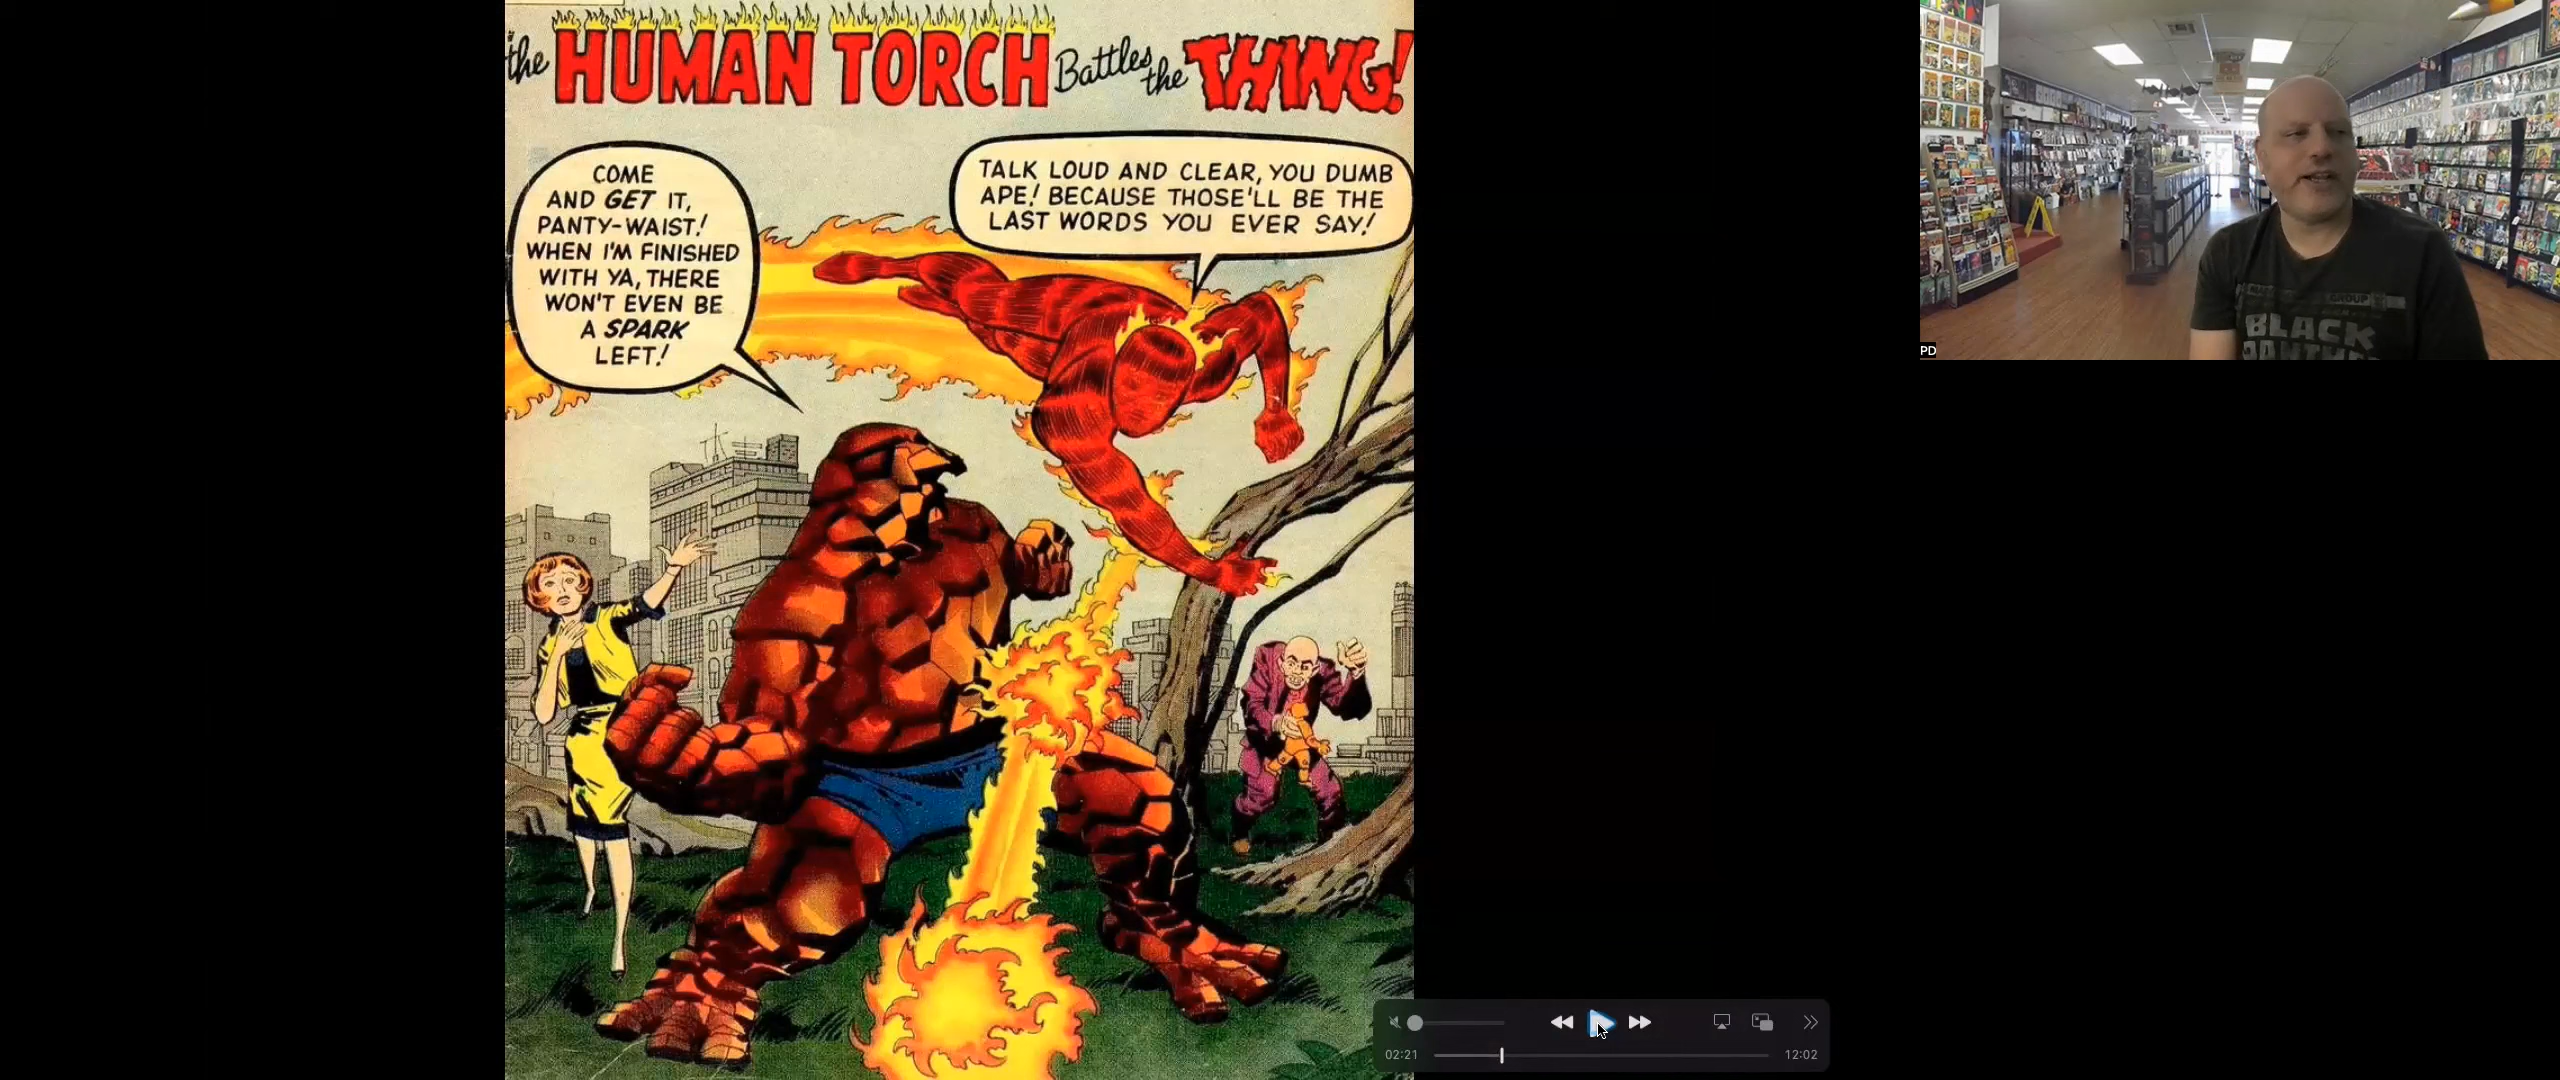 the HUMAN TORCH Battles the THING!
COME
AND GET IT,
PANTY-WAIST!
WHEN I'M FINISHED
WITH YA, THERE
WON'T EVEN BE
A SPARK
LEFT!
TALK LOUD AND CLEAR, YOU DUMB
APE! BECAUSE THOSE'LL BE THE
LAST WORDS YOU EVER SAY!
GROUP
BLACK
PANTHER
PD
02:21
12:02